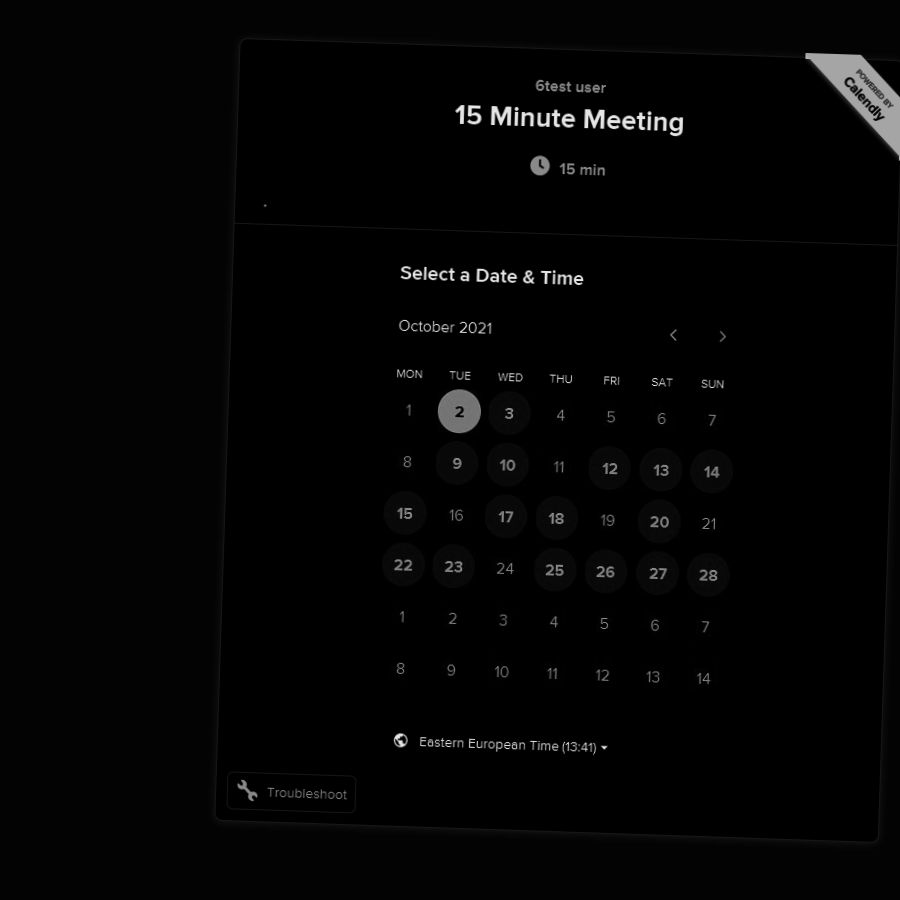 6test user
15 Minute Meeting
15 min
POWERED BY
Calendly
.
Select a Date & Time
October 2021
MON TUE WED THU FRI SAT SUN
1 2 3 4 5 6 7
8 9 10 11 12 13 14
15 16 17 18 19 20 21
22 23 24 25 26 27 28
1 2 3 4 5 6 7
8 9 10 11 12 13 14
Eastern European Time (13:41)
Troubleshoot